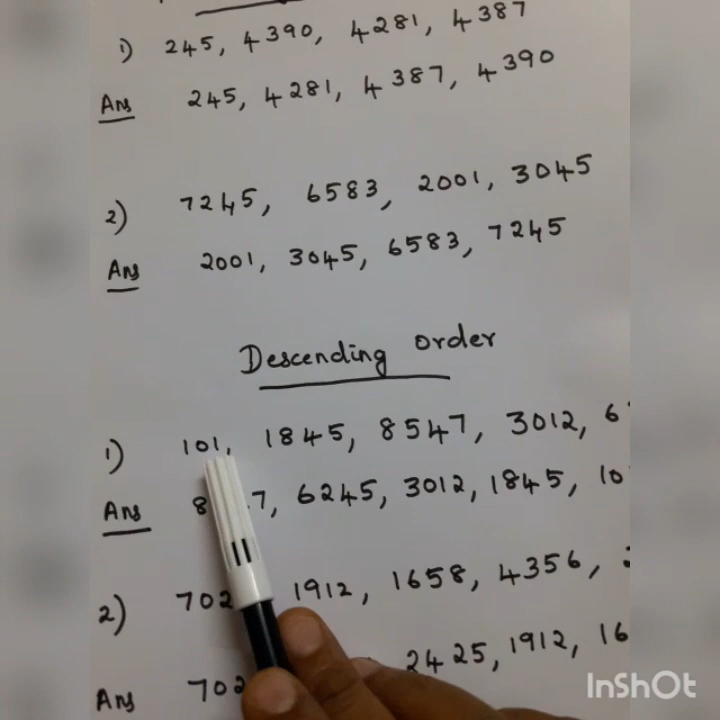 1) 245, 4390, 4281, 4387
Ans 245, 4281, 4387, 4390
2) 7245, 6583, 2001, 3045
Ans 2001, 3045, 6583, 7245
Descending order
1) 101, 1845, 8547, 3012,
Ans 6245, 3012, 1845,
2) 1912, 1658, 4356,
Ans 2425, 1912,
InShOt